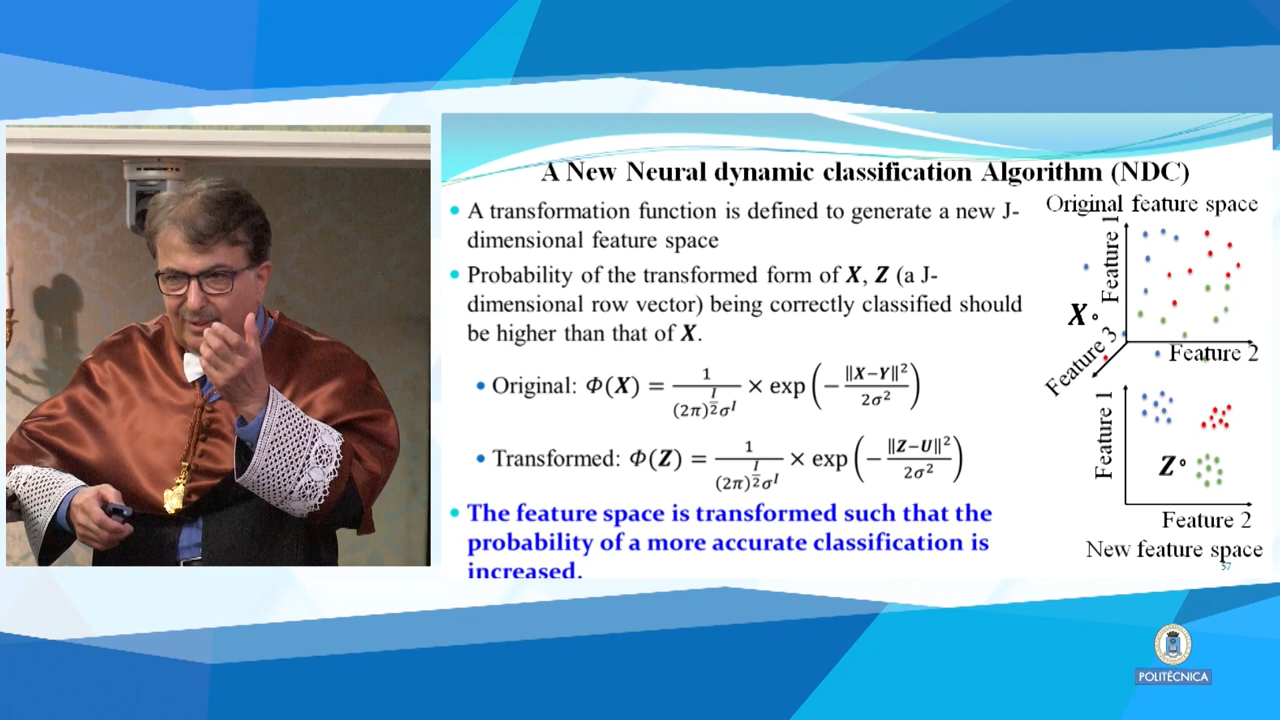 A New Neural dynamic classification Algorithm (NDC)
• A transformation function is defined to generate a new J-
dimensional feature space
• Probability of the transformed form of X, Z (a J-
dimensional row vector) being correctly classified should
be higher than that of X.
• Original: Φ(X) = 1/((2π)^(I/2) σ^I) × exp(−‖X−Y‖²/(2σ²))
• Transformed: Φ(Z) = 1/((2π)^(I/2) σ^I) × exp(−‖Z−U‖²/(2σ²))
• The feature space is transformed such that the
probability of a more accurate classification is
increased.
Original feature space
Feature 1
X
Feature 3
Feature 2
Feature 1
Z
Feature 2
New feature space
57
POLITÉCNICA